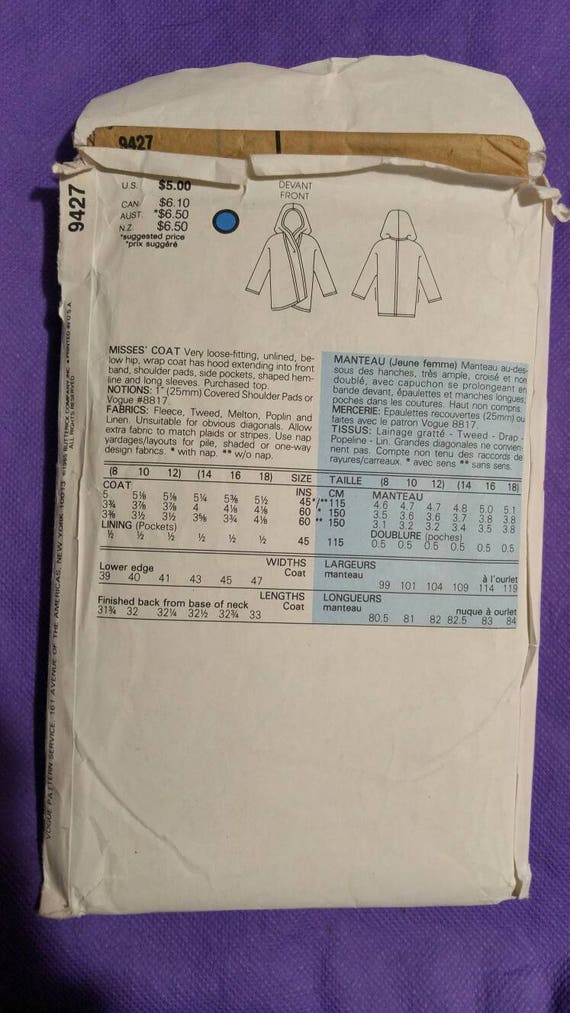 9427
9427
U.S. $5.00
CAN $6.10
AUST. *$6.50
N.Z. $6.50
*suggested price
*prix suggéré
DEVANT
FRONT
MISSES' COAT Very loose-fitting, unlined, be-
low hip, wrap coat has hood extending into front
band, shoulder pads, side pockets, shaped hem-
line and long sleeves. Purchased top.
NOTIONS: 1" (25mm) Covered Shoulder Pads or
Vogue #8817.
FABRICS: Fleece, Tweed, Melton, Poplin and
Linen. Unsuitable for obvious diagonals. Allow
extra fabric to match plaids or stripes. Use nap
yardages/layouts for pile, shaded or one-way
design fabrics. * with nap. ** w/o nap.
MANTEAU (Jeune femme) Manteau au-des-
sous des hanches, très ample, croisé et non
doublé, avec capuchon se prolongeant en
bande devant, épaulettes et manches longues;
poches dans les coutures. Haut non compris.
MERCERIE: Epaulettes recouvertes (25mm) ou
faites avec le patron Vogue 8817.
TISSUS: Lainage gratté - Tweed - Drap -
Popeline - Lin. Grandes diagonales ne convien-
nent pas. Compte non tenu des raccords de
rayures/carreaux. * avec sens ** sans sens.
(8 10 12) (14 16 18) SIZE
COAT INS
5 5⅛ 5⅛ 5¼ 5⅜ 5½ 45*/**
3¾ 3⅞ 3⅞ 4 4⅛ 4⅛ 60 *
3⅜ 3½ 3½ 3⅝ 3¾ 4⅛ 60 **
LINING (Pockets)
½ ½ ½ ½ ½ ½ 45
WIDTHS
Lower edge Coat
39 40 41 43 45 47
LENGTHS
Finished back from base of neck Coat
31¾ 32 32¼ 32½ 32¾ 33
TAILLE (8 10 12) (14 16 18)
CM MANTEAU
115 4.6 4.7 4.7 4.8 5.0 5.1
150 3.5 3.6 3.6 3.7 3.8 3.8
150 3.1 3.2 3.2 3.4 3.5 3.8
DOUBLURE (poches)
115 0.5 0.5 0.5 0.5 0.5 0.5
LARGEURS
manteau à l'ourlet
99 101 104 109 114 119
LONGUEURS
manteau nuque à ourlet
80.5 81 82 82.5 83 84
VOGUE PATTERN SERVICE, 161 AVENUE OF THE AMERICAS, NEW YORK, NEW YORK 10013 • PRINTED IN U.S.A.
BUTTERICK COMPANY INC.
ALL RIGHTS RESERVED